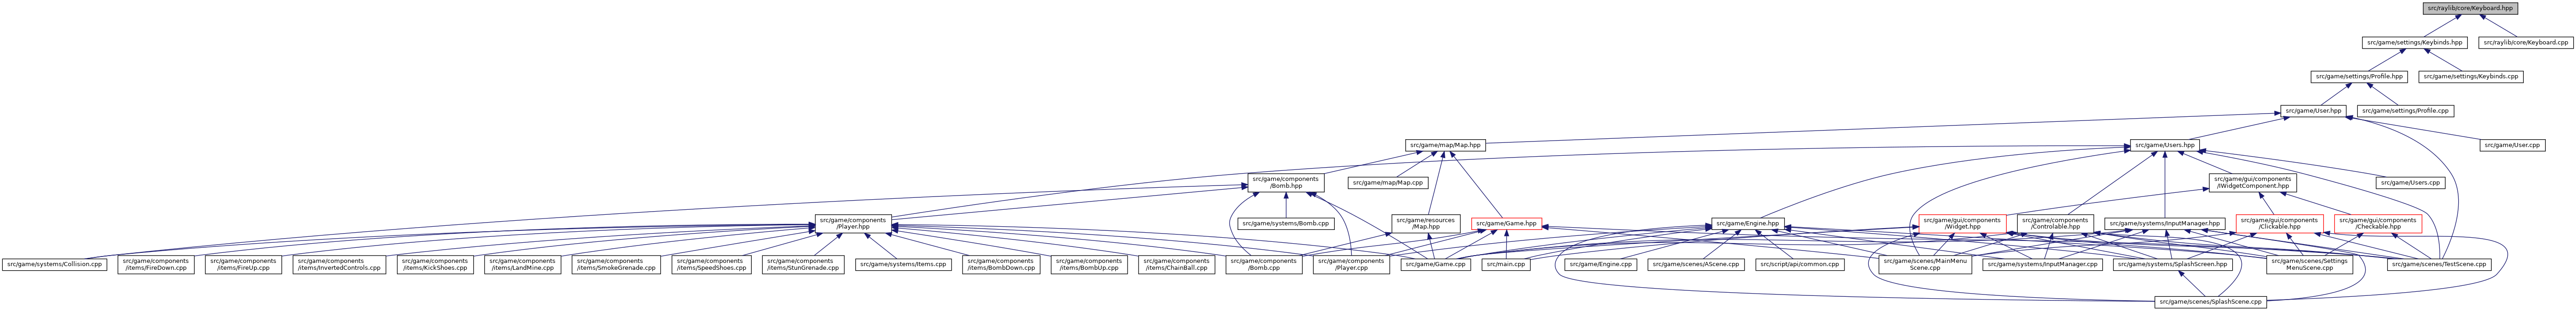 src/raylib/core/Keyboard.hpp
src/game/settings/Keybinds.hpp
src/raylib/core/Keyboard.cpp
src/game/settings/Profile.hpp
src/game/settings/Keybinds.cpp
src/game/User.hpp
src/game/settings/Profile.cpp
src/game/map/Map.hpp
src/game/Users.hpp
src/game/User.cpp
src/game/components
/Bomb.hpp
src/game/map/Map.cpp
src/game/gui/components
/IWidgetComponent.hpp
src/game/Users.cpp
src/game/components
/Player.hpp
src/game/systems/Bomb.cpp
src/game/resources
/Map.hpp
src/game/Game.hpp
src/game/Engine.hpp
src/game/gui/components
/Widget.hpp
src/game/components
/Controlable.hpp
src/game/systems/InputManager.hpp
src/game/gui/components
/Clickable.hpp
src/game/gui/components
/Checkable.hpp
src/game/systems/Collision.cpp
src/game/components
/items/FireDown.cpp
src/game/components
/items/FireUp.cpp
src/game/components
/items/InvertedControls.cpp
src/game/components
/items/KickShoes.cpp
src/game/components
/items/LandMine.cpp
src/game/components
/items/SmokeGrenade.cpp
src/game/components
/items/SpeedShoes.cpp
src/game/components
/items/StunGrenade.cpp
src/game/systems/Items.cpp
src/game/components
/items/BombDown.cpp
src/game/components
/items/BombUp.cpp
src/game/components
/items/ChainBall.cpp
src/game/components
/Bomb.cpp
src/game/components
/Player.cpp
src/game/Game.cpp
src/main.cpp
src/game/Engine.cpp
src/game/scenes/AScene.cpp
src/script/api/common.cpp
src/game/scenes/MainMenu
Scene.cpp
src/game/systems/InputManager.cpp
src/game/systems/SplashScreen.hpp
src/game/scenes/Settings
MenuScene.cpp
src/game/scenes/TestScene.cpp
src/game/scenes/SplashScene.cpp